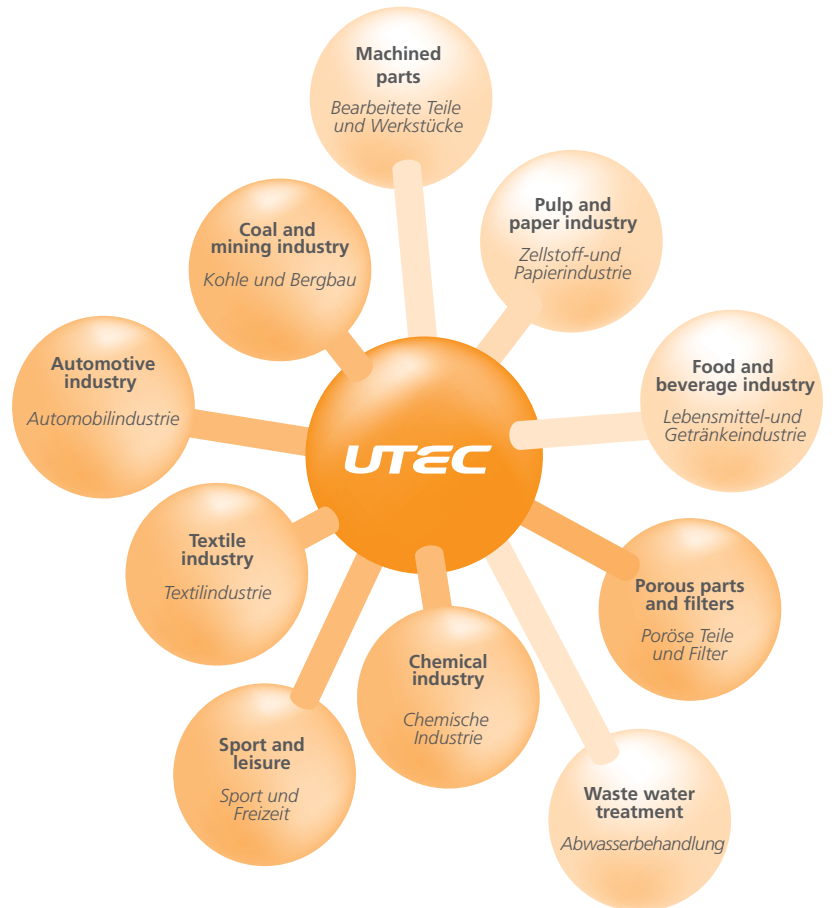 Machined
parts
Bearbeitete Teile
und Werkstücke
Pulp and
paper industry
Zellstoff-und
Papierindustrie
Coal and
mining industry
Kohle und Bergbau
Automotive
industry
Automobilindustrie
Food and
beverage industry
Lebensmittel-und
Getränkeindustrie
UTEC
Textile
industry
Textilindustrie
Porous parts
and filters
Poröse Teile
und Filter
Chemical
industry
Chemische
Industrie
Sport and
leisure
Sport und
Freizeit
Waste water
treatment
Abwasserbehandlung